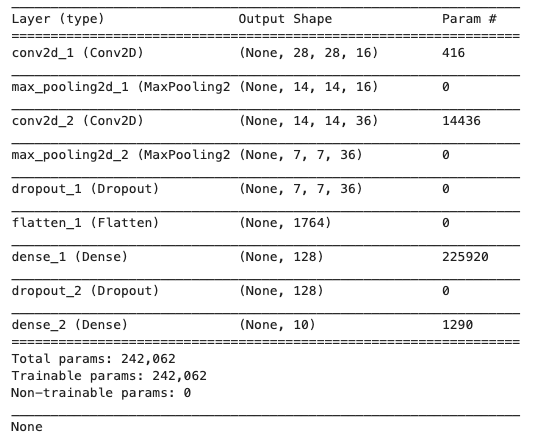 Layer (type) Output Shape Param #
conv2d_1 (Conv2D) (None, 28, 28, 16) 416
max_pooling2d_1 (MaxPooling2 (None, 14, 14, 16) 0
conv2d_2 (Conv2D) (None, 14, 14, 36) 14436
max_pooling2d_2 (MaxPooling2 (None, 7, 7, 36) 0
dropout_1 (Dropout) (None, 7, 7, 36) 0
flatten_1 (Flatten) (None, 1764) 0
dense_1 (Dense) (None, 128) 225920
dropout_2 (Dropout) (None, 128) 0
dense_2 (Dense) (None, 10) 1290
Total params: 242,062
Trainable params: 242,062
Non-trainable params: 0
None